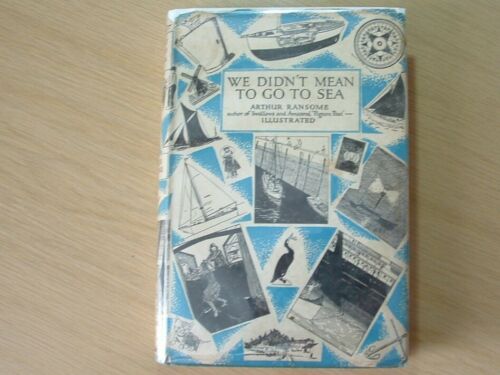 WE DIDN'T MEAN
TO GO TO SEA
ARTHUR RANSOME
author of "Swallows and Amazons", "Pigeon Post" —
ILLUSTRATED